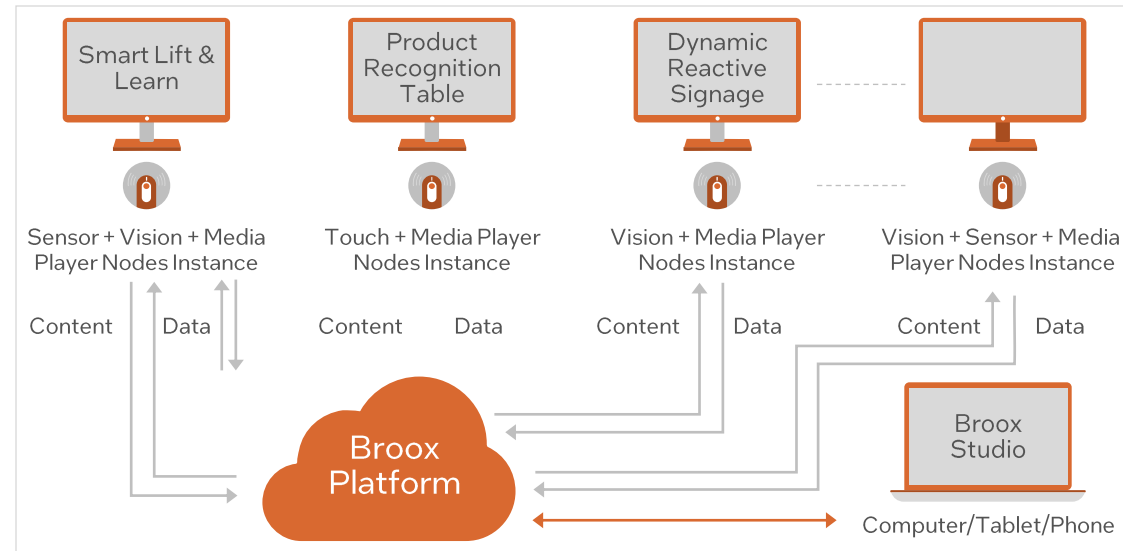 Smart Lift &
Learn
Product
Recognition
Table
Dynamic
Reactive
Signage
Sensor + Vision + Media
Player Nodes Instance
Touch + Media Player
Nodes Instance
Vision + Media Player
Nodes Instance
Vision + Sensor + Media
Player Nodes Instance
Content
Data
Content
Data
Content
Data
Content
Data
Broox
Platform
Broox
Studio
Computer/Tablet/Phone